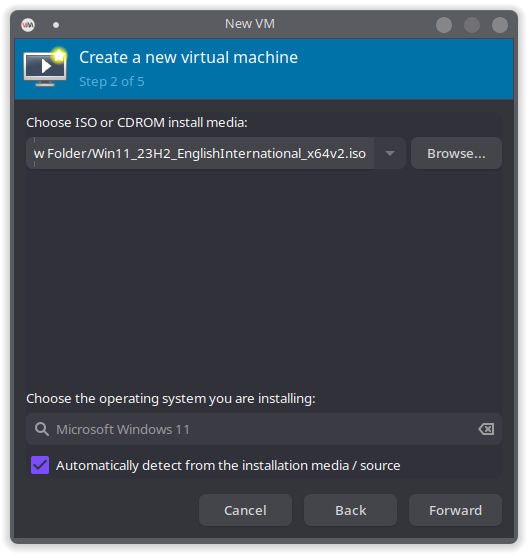 New VM
Create a new virtual machine
Step 2 of 5
Choose ISO or CDROM install media:
w Folder/Win11_23H2_EnglishInternational_x64v2.iso
Browse...
Choose the operating system you are installing:
Microsoft Windows 11
Automatically detect from the installation media / source
Cancel
Back
Forward